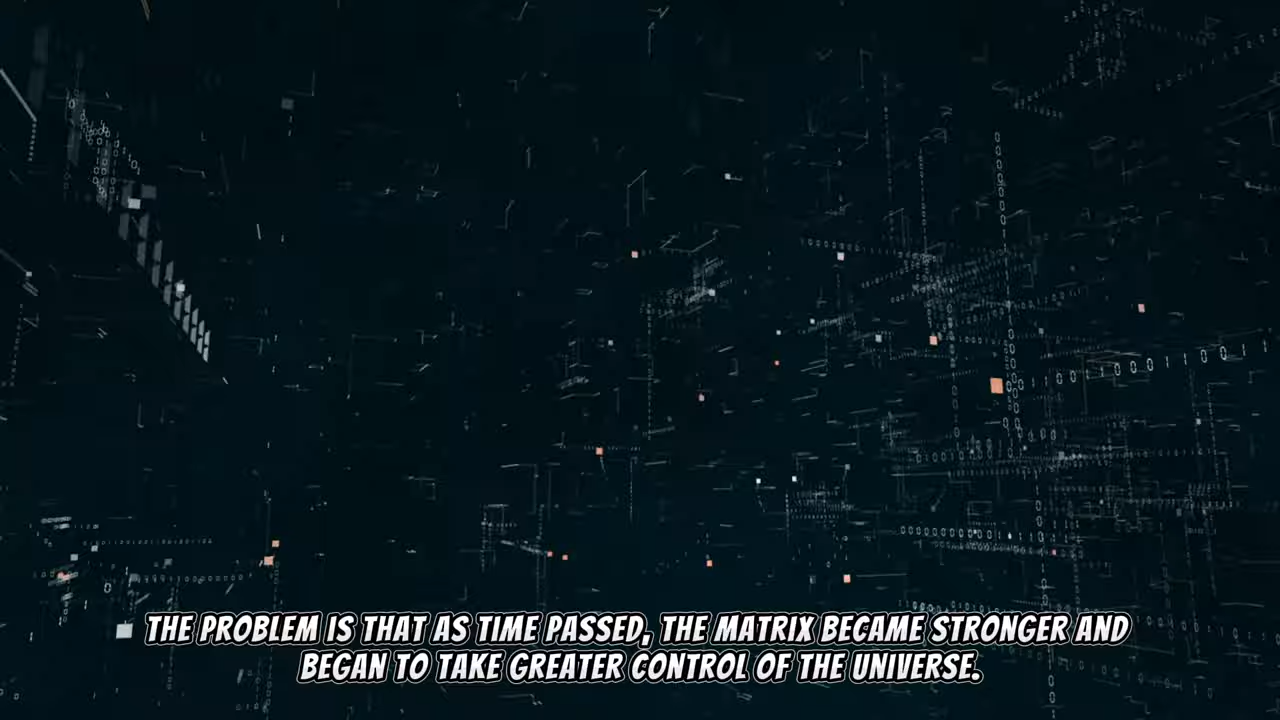 THE PROBLEM IS THAT AS TIME PASSED, THE MATRIX BECAME STRONGER AND
BEGAN TO TAKE GREATER CONTROL OF THE UNIVERSE.